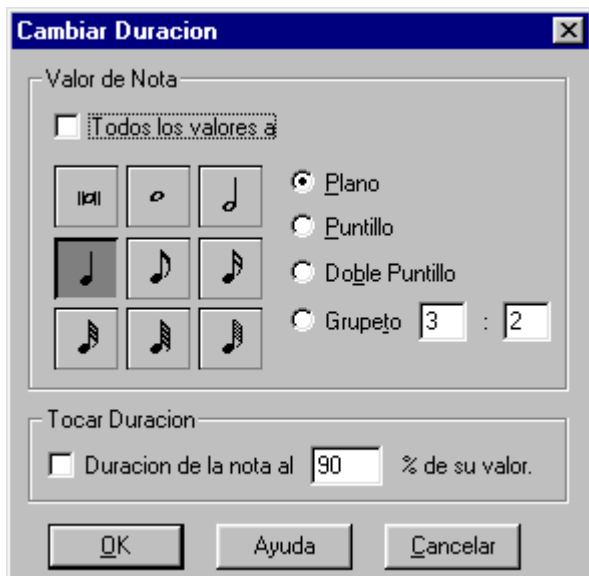 Cambiar Duracion
Valor de Nota
Todos los valores a
Plano
Puntillo
Doble Puntillo
Grupeto 3 : 2
Tocar Duracion
Duracion de la nota al 90 % de su valor.
OK Ayuda Cancelar